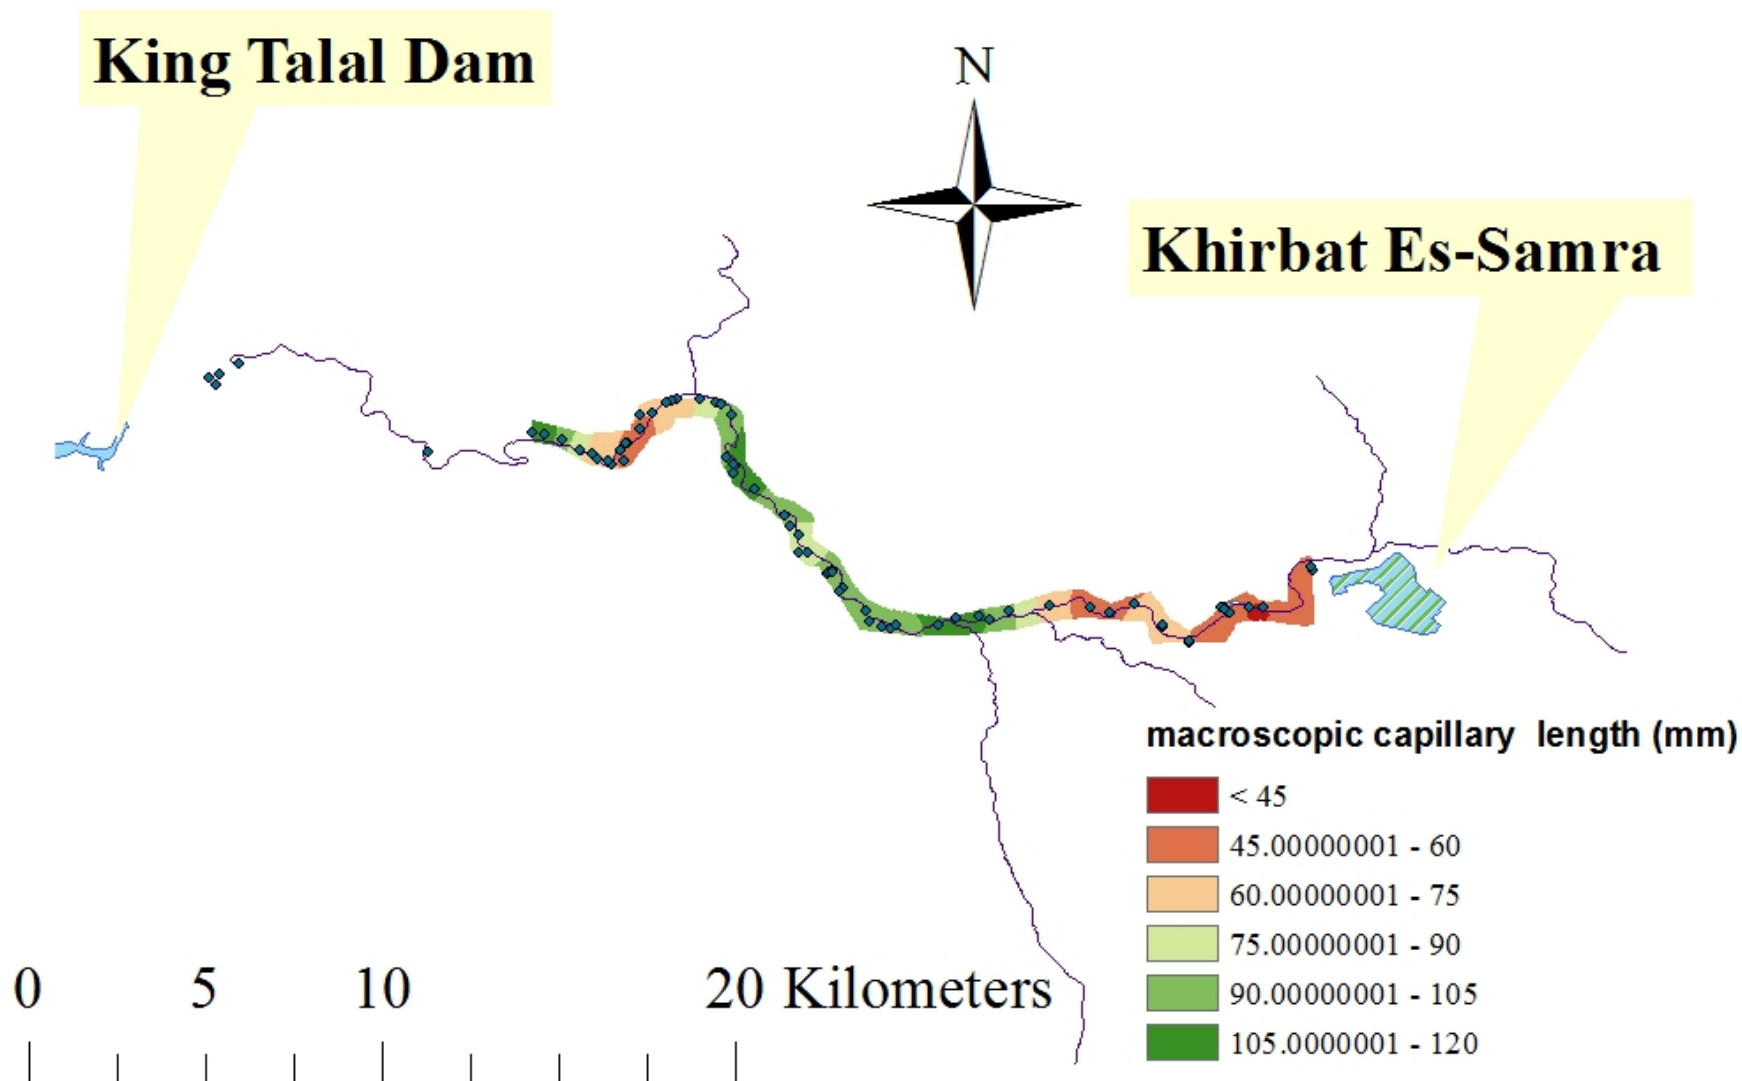 King Talal Dam
N
Khirbat Es-Samra
macroscopic capillary length (mm)
< 45
45.00000001 - 60
60.00000001 - 75
75.00000001 - 90
90.00000001 - 105
105.0000001 - 120
0 5 10 20 Kilometers